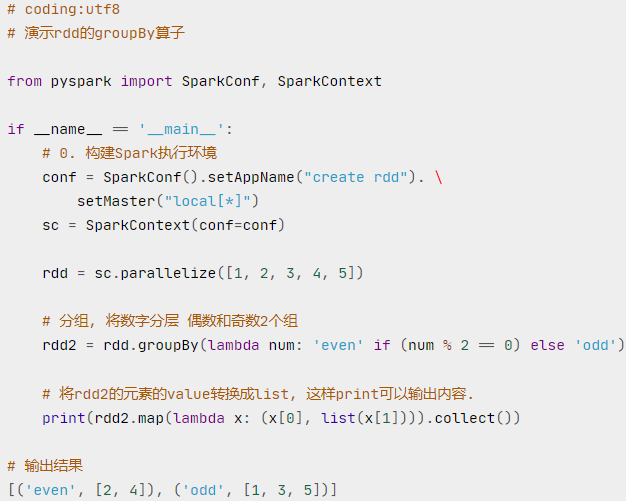 # coding:utf8
# 演示rdd的groupBy算子
from pyspark import SparkConf, SparkContext
if __name__ == '__main__':
    # 0. 构建Spark执行环境
    conf = SparkConf().setAppName("create rdd"). \
        setMaster("local[*]")
    sc = SparkContext(conf=conf)
    rdd = sc.parallelize([1, 2, 3, 4, 5])
    # 分组, 将数字分层 偶数和奇数2个组
    rdd2 = rdd.groupBy(lambda num: 'even' if (num % 2 == 0) else 'odd')
    # 将rdd2的元素的value转换成list, 这样print可以输出内容.
    print(rdd2.map(lambda x: (x[0], list(x[1]))).collect())
# 输出结果
[('even', [2, 4]), ('odd', [1, 3, 5])]